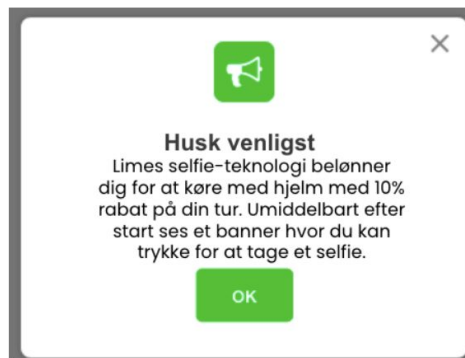 Husk venligst
Limes selfie-teknologi belønner
dig for at køre med hjelm med 10%
rabat på din tur. Umiddelbart efter
start ses et banner hvor du kan
trykke for at tage et selfie.
OK